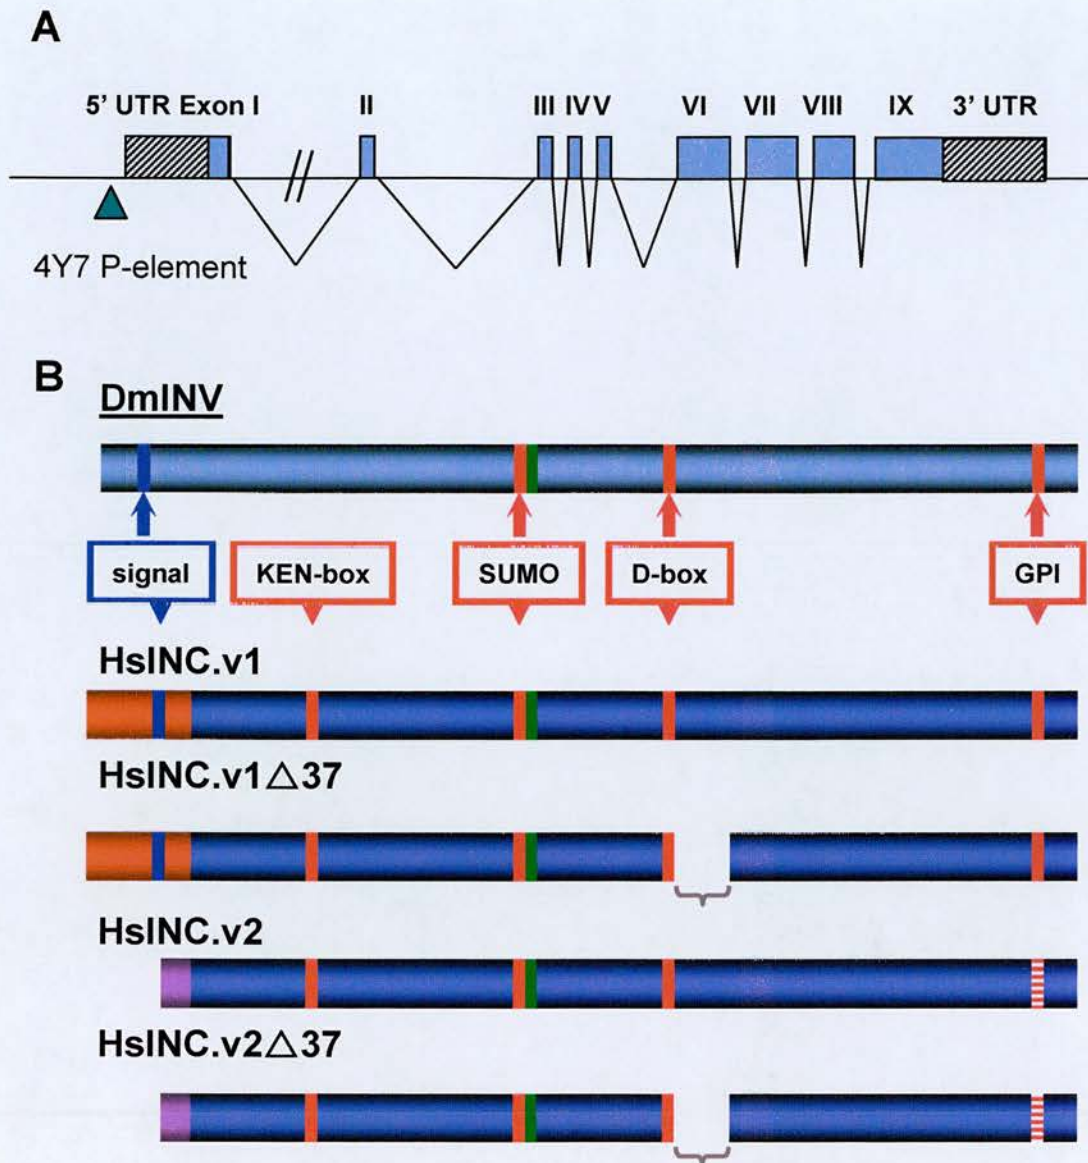 A
5’ UTR Exon I II III IV V VI VII VIII IX 3’ UTR
4Y7 P-element
B
DmINV
signal KEN-box SUMO D-box GPI
HsINC.v1
HsINC.v1△37
HsINC.v2
HsINC.v2△37